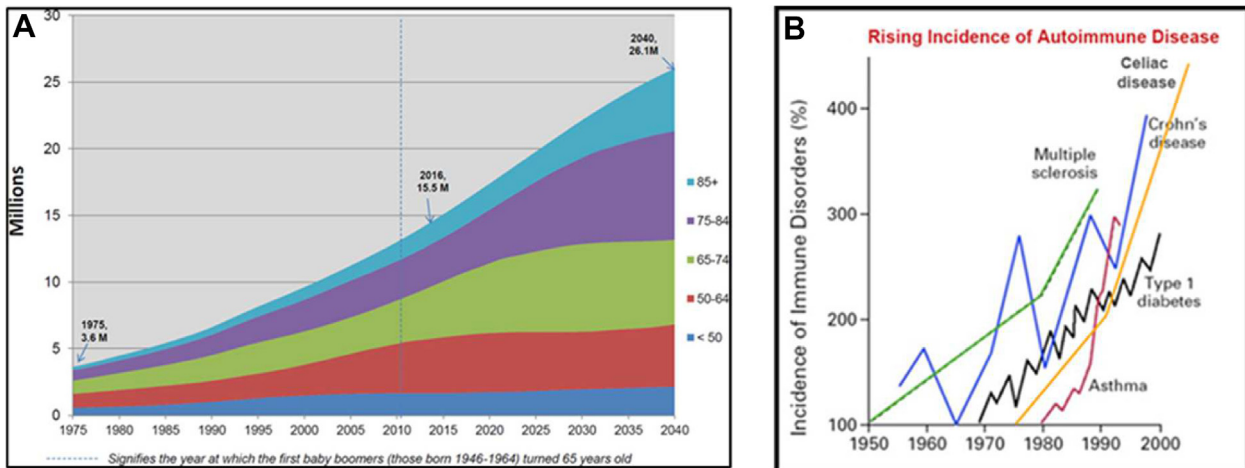 A
30
25
20
15
10
5
0
Millions
1975,
3.6 M
2016,
15.5 M
2040,
26.1M
85+
75-84
65-74
50-64
< 50
1975 1980 1985 1990 1995 2000 2005 2010 2015 2020 2025 2030 2035 2040
Signifies the year at which the first baby boomers (those born 1946-1964) turned 65 years old
B
Rising Incidence of Autoimmune Disease
Incidence of Immune Disorders (%)
400
300
200
100
Celiac
disease
Crohn's
disease
Multiple
sclerosis
Type 1
diabetes
Asthma
1950 1960 1970 1980 1990 2000